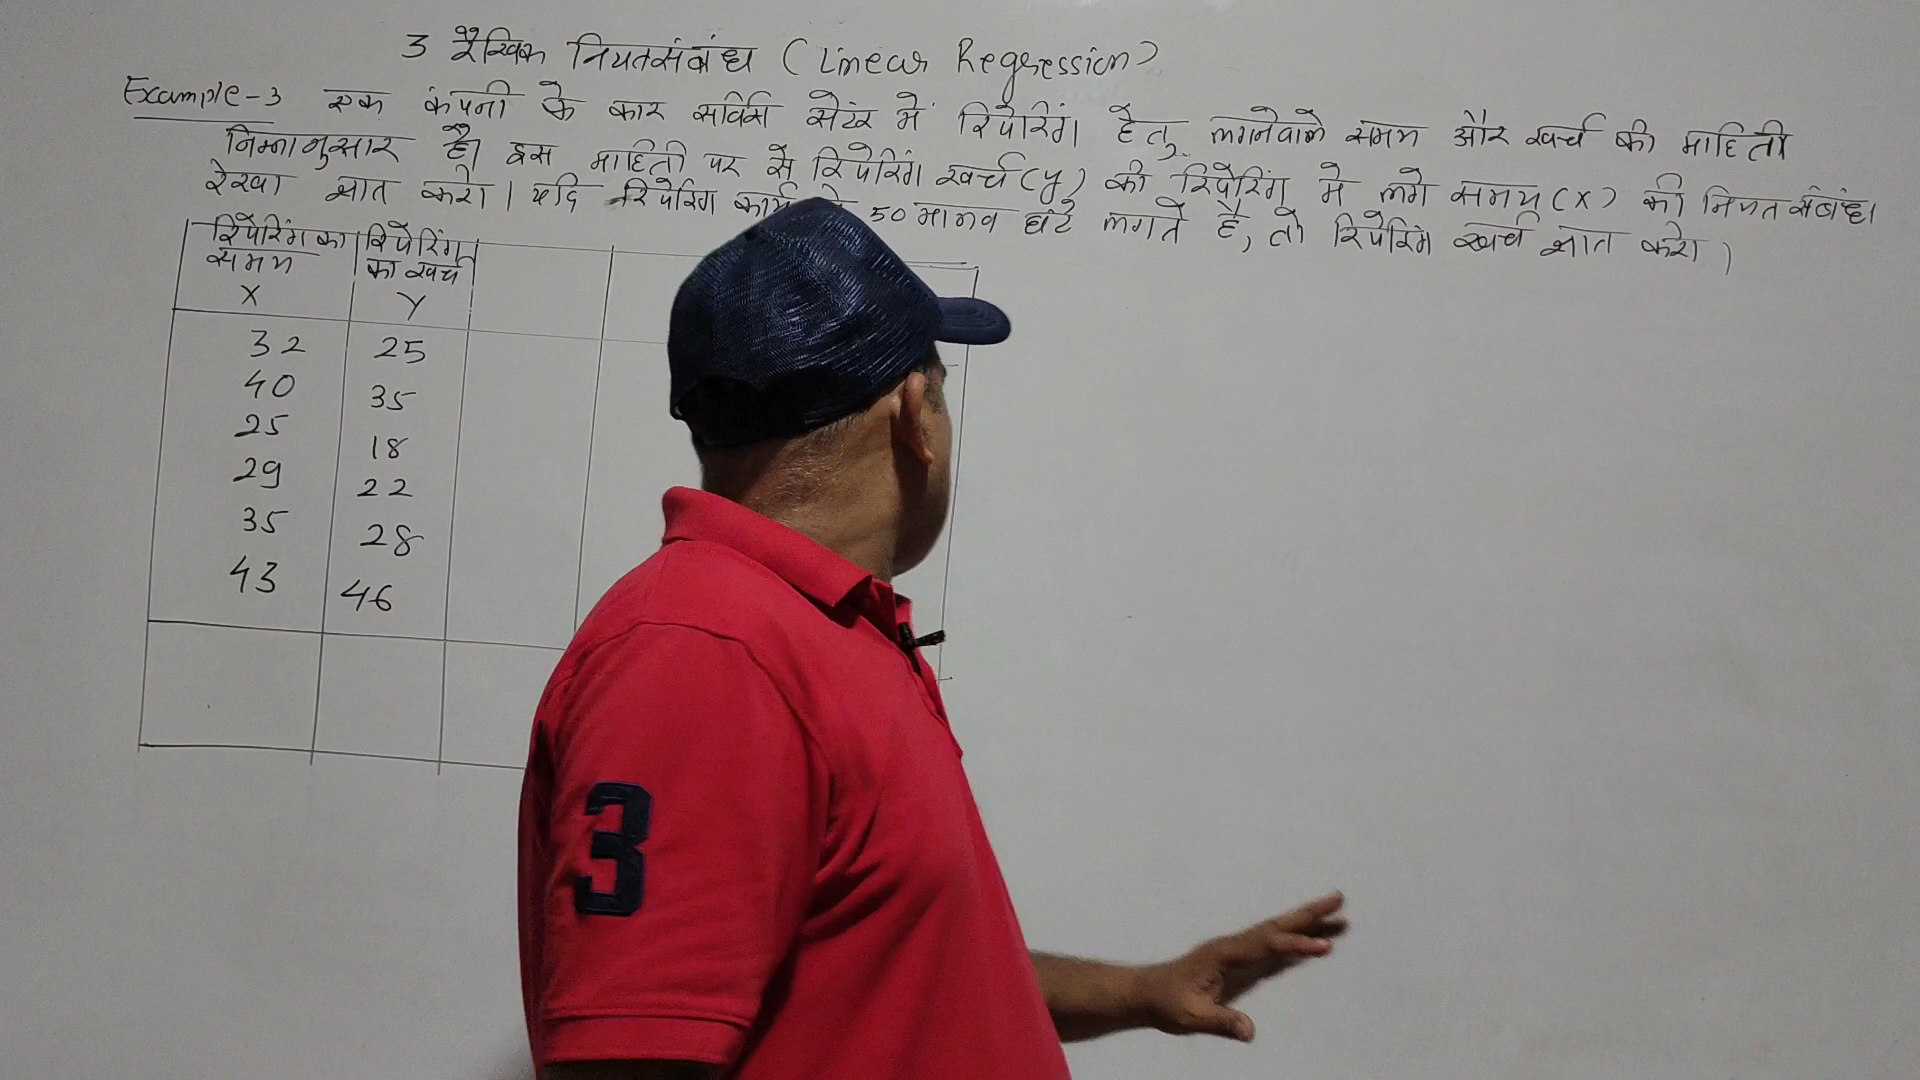 3 रैखिक नियतसंबंध (Linear Regression)
Example-3 एक कंपनी के कार सर्विस सेंटर में रिपेरिंग हेतु लगनेवाले समय और खर्च की माहिती
निम्नानुसार है। इस माहिती पर से रिपेरिंग खर्च (y) की रिपेरिंग मे लगे समय (x) की नियतसंबंध
रेखा ज्ञात करो। यदि रिपेरिंग कार्य 50 मानव घंटे लगते है, तो रिपेरिंग खर्च ज्ञात करो।
रिपेरिंग का रिपेरिंग
समय का खर्च
X Y
32 25
40 35
25 18
29 22
35 28
43 46
3